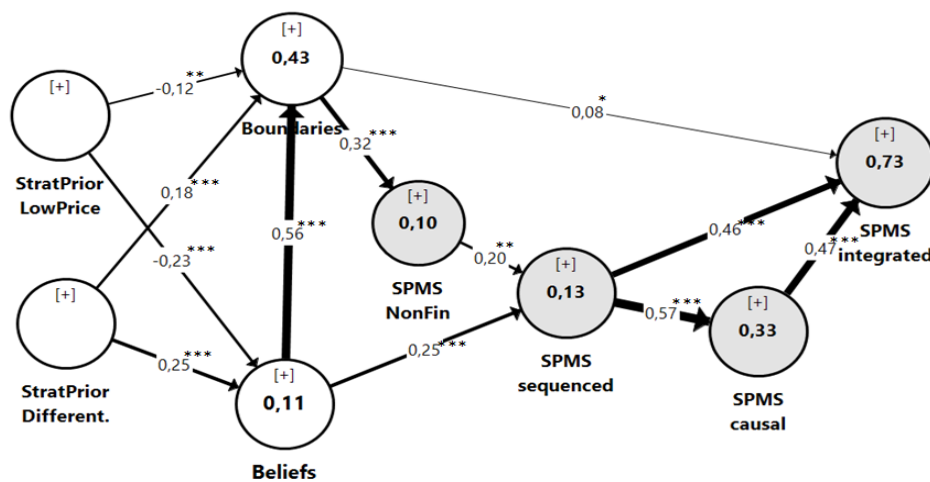 [+]
0,43
Boundaries
[+]
StratPrior
LowPrice
-0,12**
0,08*
[+]
0,73
SPMS
integrated
0,18***
0,32***
[+]
0,10
SPMS
NonFin
-0,23***
0,56***
0,20**
0,46***
0,47***
[+]
StratPrior
Different.
[+]
0,13
SPMS
sequenced
0,57***
[+]
0,33
SPMS
causal
0,25***
0,25***
[+]
0,11
Beliefs